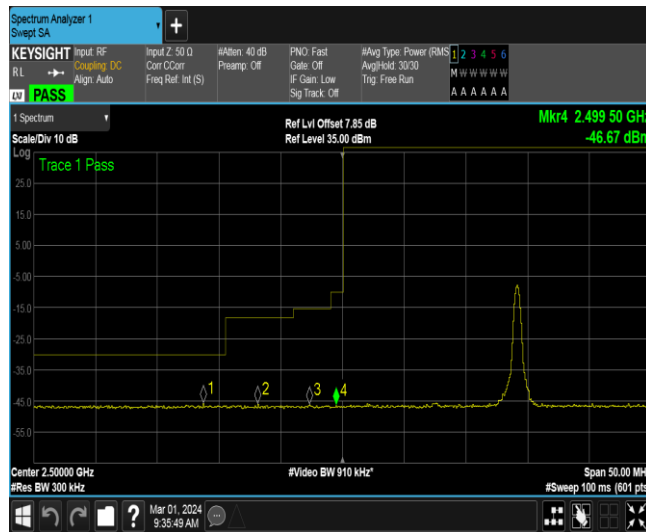 Spectrum Analyzer 1
Swept SA
+
KEYSIGHT Input: RF Input Z: 50 Ω #Atten: 40 dB PNO: Fast #Avg Type: Power (RMS 1 2 3 4 5 6
RL Coupling: DC Corr CCorr Preamp: Off Gate: Off Avg|Hold: 30/30 M W W W W W
Align: Auto Freq Ref: Int (S) IF Gain: Low Trig: Free Run
LXI PASS Sig Track: Off A A A A A A
1 Spectrum Ref Lvl Offset 7.85 dB Mkr4 2.499 50 GHz
Scale/Div 10 dB Ref Level 35.00 dBm -46.67 dBm
Log Trace 1 Pass
25.0
15.0
5.00
-5.00
-15.0
-25.0
-35.0
1 2 3 4
-45.0
-55.0
Center 2.50000 GHz #Video BW 910 kHz* Span 50.00 MH
#Res BW 300 kHz #Sweep 100 ms (601 pts
? Mar 01, 2024
9:35:49 AM